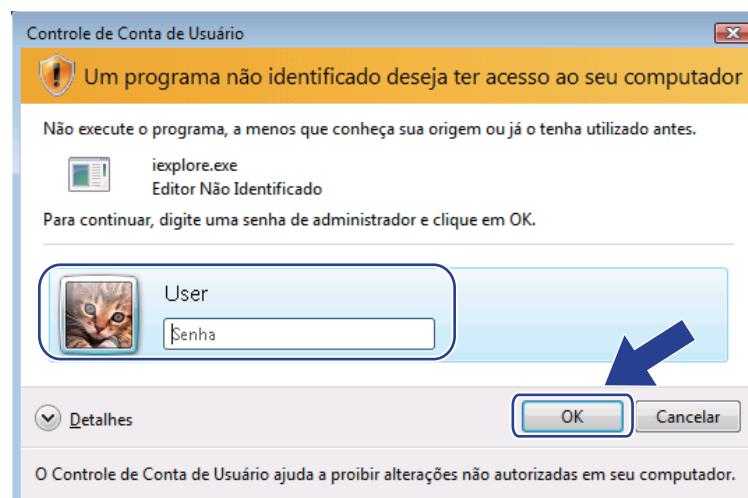 Controle de Conta de Usuário
Um programa não identificado deseja ter acesso ao seu computador
Não execute o programa, a menos que conheça sua origem ou já o tenha utilizado antes.
iexplore.exe
Editor Não Identificado
Para continuar, digite uma senha de administrador e clique em OK.
User
Senha
Detalhes
OK
Cancelar
O Controle de Conta de Usuário ajuda a proibir alterações não autorizadas em seu computador.